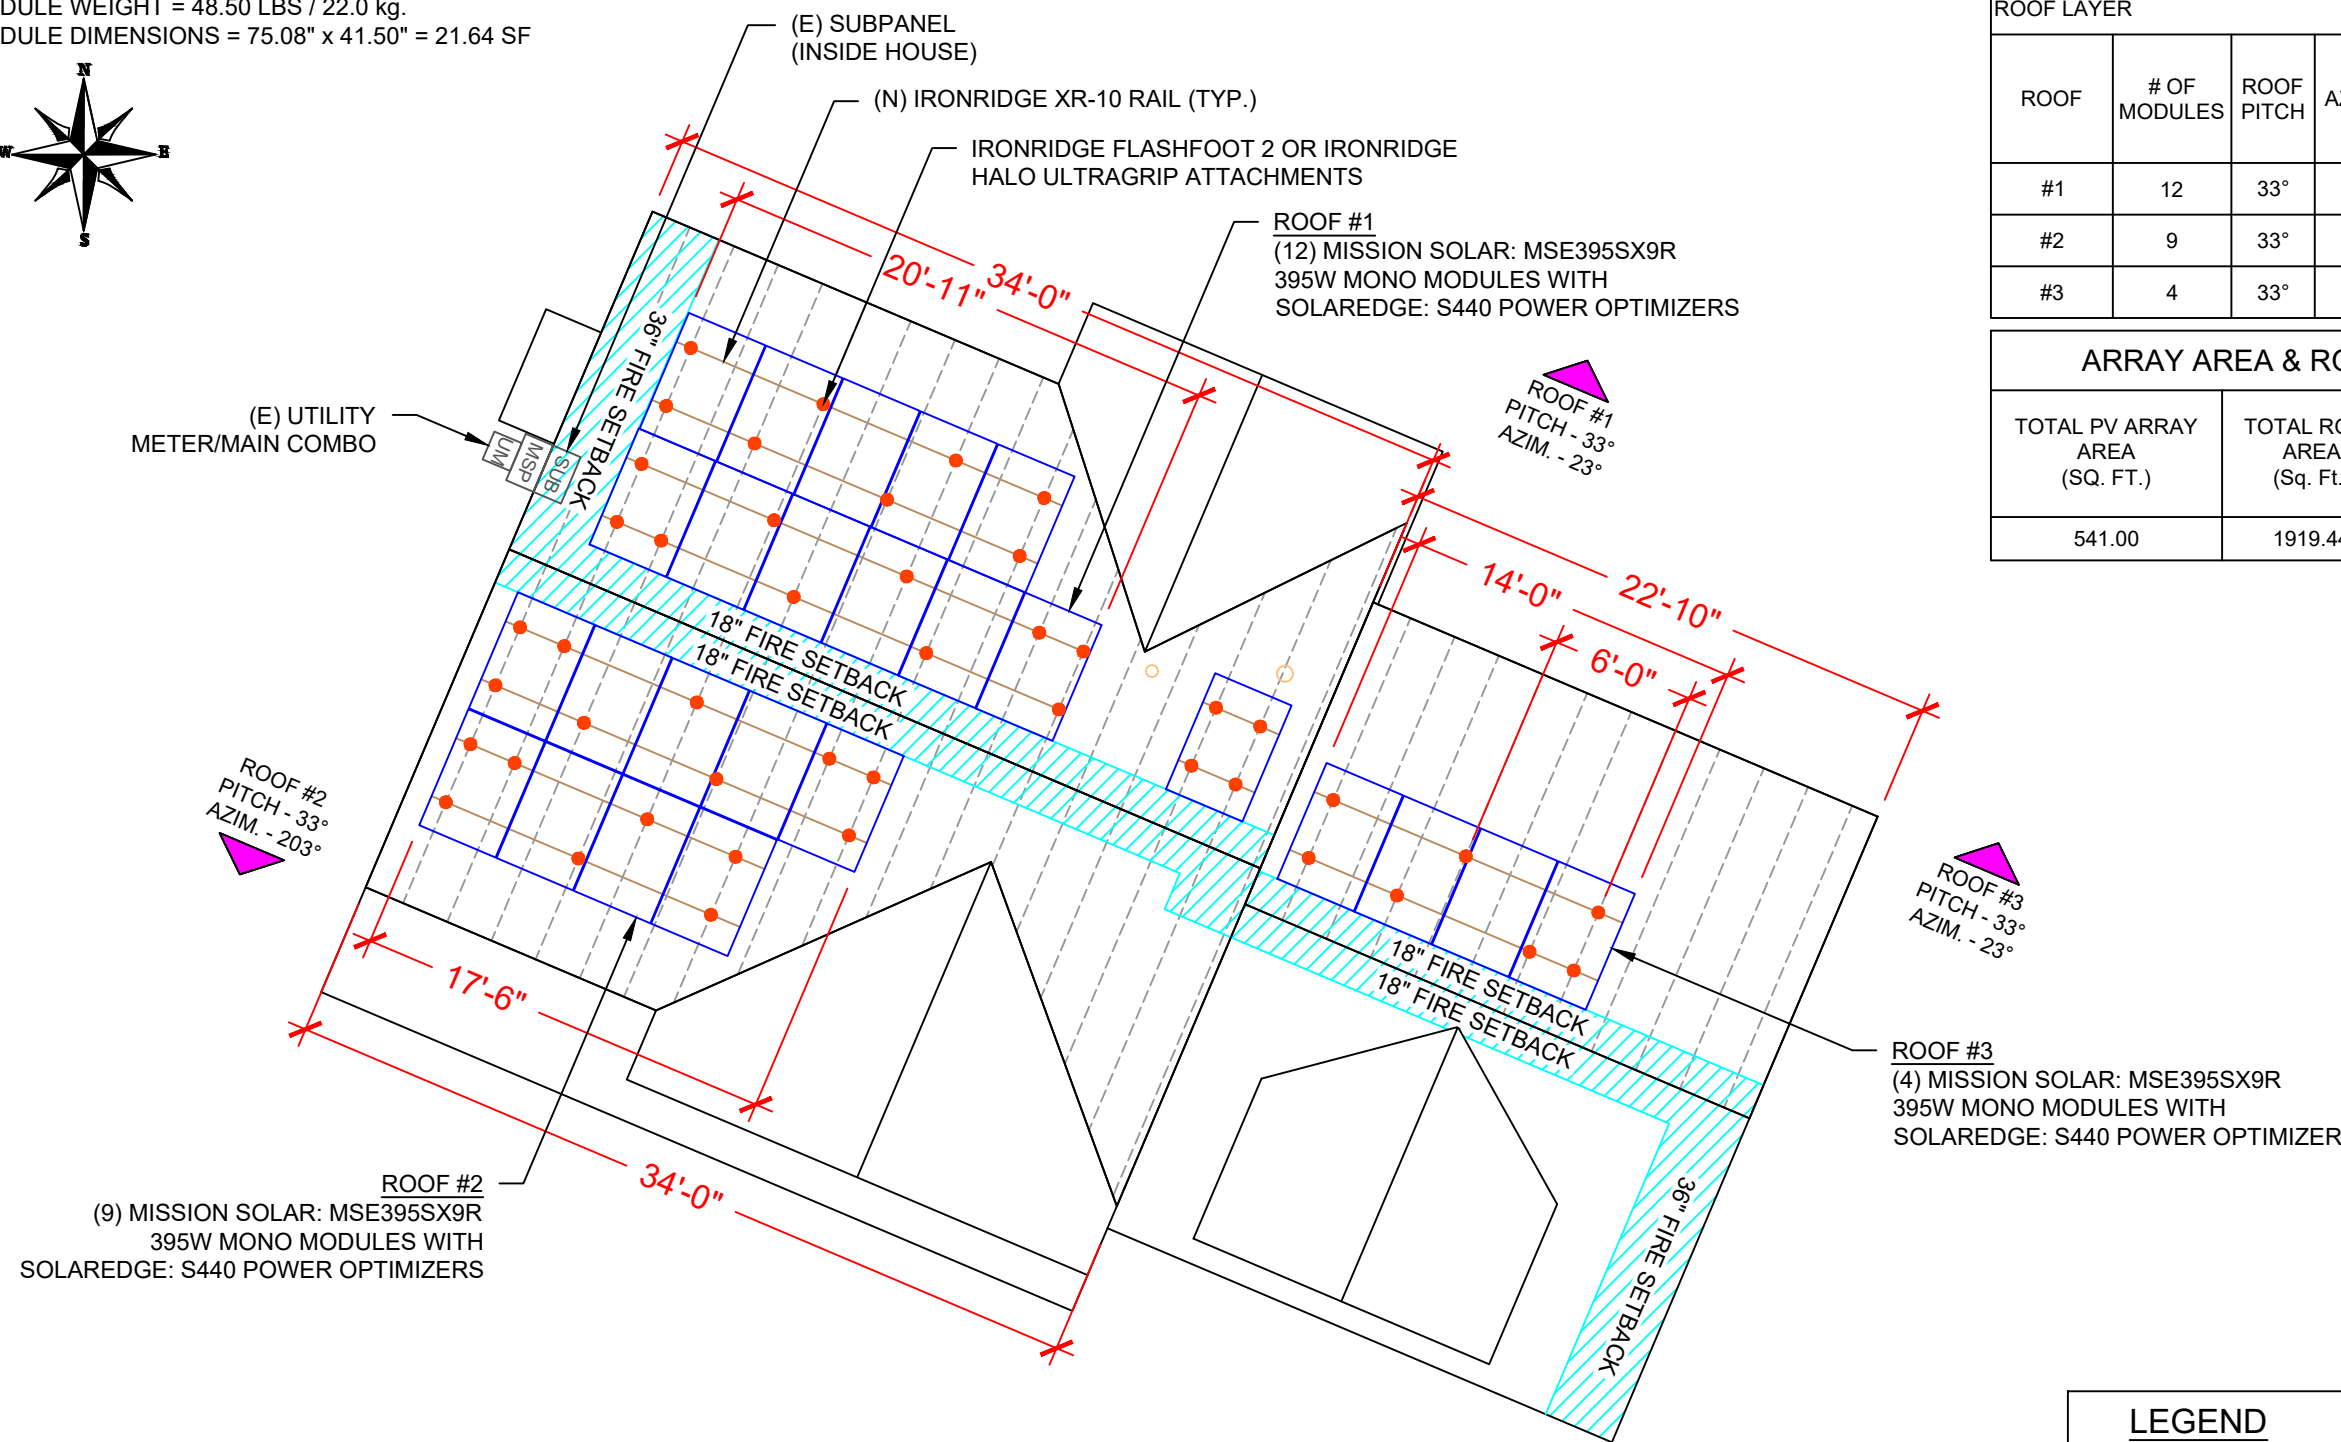 DULE WEIGHT = 48.50 LBS / 22.0 kg.
DULE DIMENSIONS = 75.08" x 41.50" = 21.64 SF
N
W
E
S
(E) SUBPANEL
(INSIDE HOUSE)
(N) IRONRIDGE XR-10 RAIL (TYP.)
IRONRIDGE FLASHFOOT 2 OR IRONRIDGE
HALO ULTRAGRIP ATTACHMENTS
ROOF #1
(12) MISSION SOLAR: MSE395SX9R
395W MONO MODULES WITH
SOLAREDGE: S440 POWER OPTIMIZERS
ROOF LAYER
ROOF
# OF
MODULES
ROOF
PITCH
#1 12 33°
#2 9 33°
#3 4 33°
ARRAY AREA &
TOTAL PV ARRAY
AREA
(SQ. FT.)
TOTAL
AREA
(Sq. Ft.
541.00 1919.44
34'-0"
20'-11"
36" FIRE SETBACK
(E) UTILITY
METER/MAIN COMBO
UM
MSP
SUB
ROOF #1
PITCH - 33°
AZIM. - 23°
14'-0"
22'-10"
6'-0"
18" FIRE SETBACK
18" FIRE SETBACK
ROOF #2
PITCH - 33°
AZIM. - 203°
ROOF #3
PITCH - 33°
AZIM. - 23°
17'-6"
18" FIRE SETBACK
18" FIRE SETBACK
34'-0"
36" FIRE SETBACK
ROOF #3
(4) MISSION SOLAR: MSE395SX9R
395W MONO MODULES WITH
SOLAREDGE: S440 POWER OPTIMIZER
ROOF #2
(9) MISSION SOLAR: MSE395SX9R
395W MONO MODULES WITH
SOLAREDGE: S440 POWER OPTIMIZERS
LEGEND